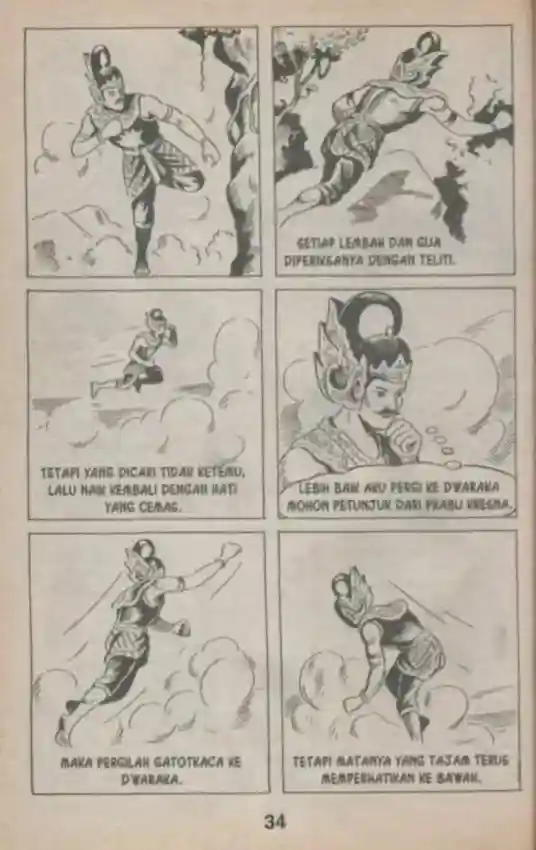 SETIAP LEMBAH DAN GUA
DIPERIKSANYA DENGAN TELITI.
TETAPI YANG DICARI TIDAK KETEMU,
LALU NAIK KEMBALI DENGAN HATI
YANG CEMAS.
LEBIH BAIK AKU PERGI KE DWARAKA
MOHON PETUNJUK DARI PRABU KRESNA.
MAKA PERGILAH GATOTKACA KE
DWARAKA.
TETAPI MATANYA YANG TAJAM TERUS
MEMPERHATIKAN KE BAWAH.
34